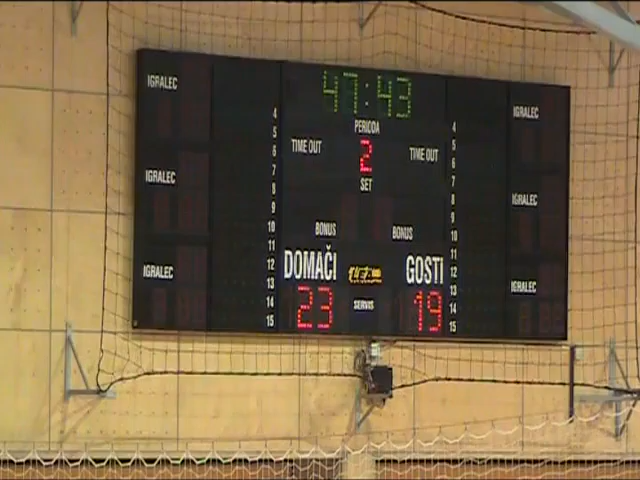 47:43
IGRALEC
IGRALEC
4
PERIODA
4
5
5
TIME OUT
2
TIME OUT
6
6
7
SET
7
IGRALEC
8
8
IGRALEC
9
9
10
BONUS
BONUS
10
11
11
12
DOMAČI
GOSTI
12
IGRALEC
13
13
IGRALEC
14
23
SERVIS
19
14
15
15